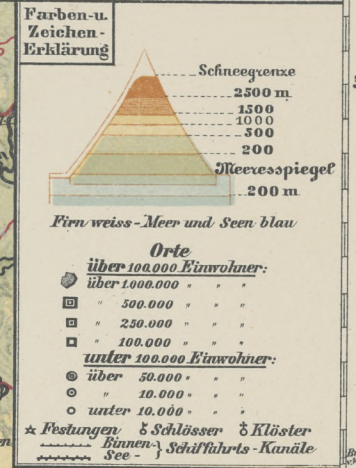 Farben-u.
Zeichen-
Erklärung
Schneegrenze
2500 m
1500
1000
500
200
Meeresspiegel
200 m
Firn weiss - Meer und Seen blau
Orte
über 100.000 Einwohner:
über 1.000.000 " " "
" 500.000 " " "
" 250.000 " " "
" 100.000 " " "
unter 100.000 Einwohner:
über 50.000 " " "
" 10.000 " " "
unter 10.000 " " "
Festungen Schlösser Klöster
Binnen- } Schiffahrts-Kanäle
See-